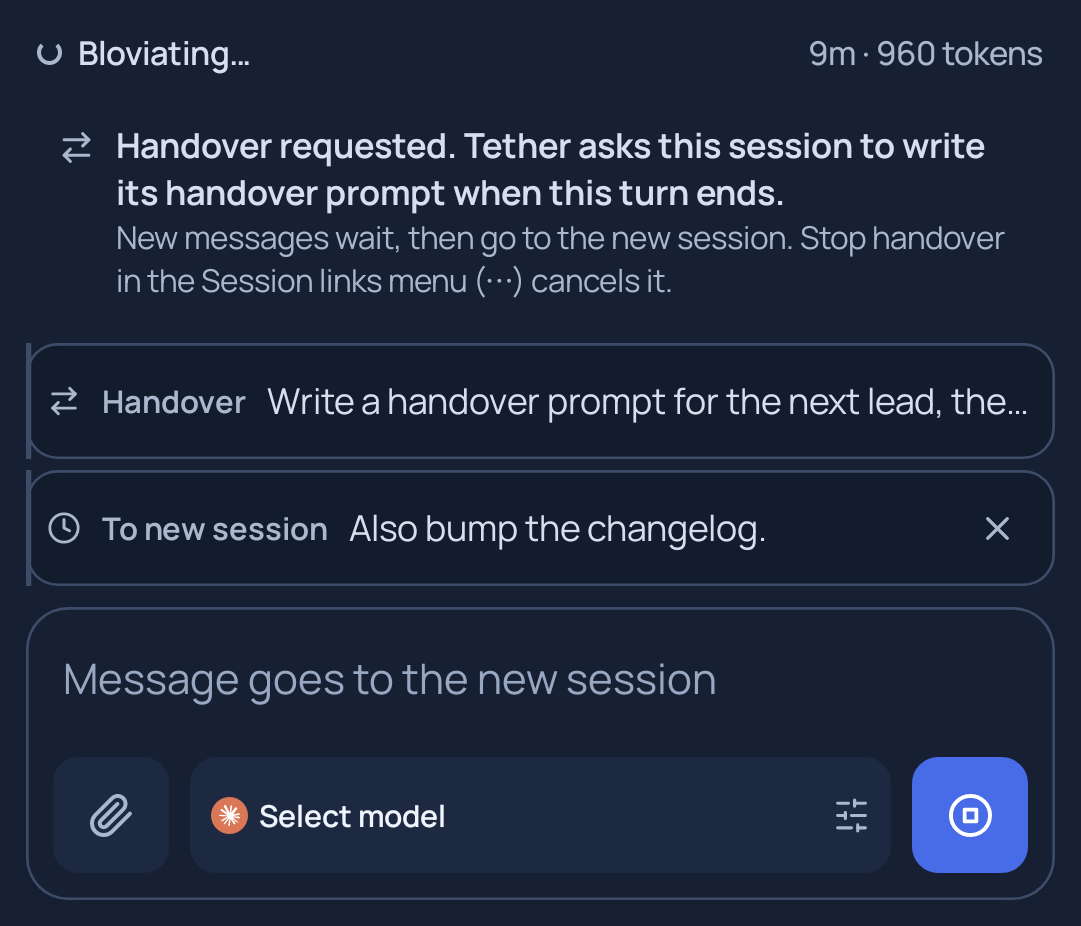 Bloviating…
9m · 960 tokens
Handover requested. Tether asks this session to write
its handover prompt when this turn ends.
New messages wait, then go to the new session. Stop handover
in the Session links menu (⋯) cancels it.
Handover Write a handover prompt for the next lead, the…
To new session Also bump the changelog.
Message goes to the new session
Select model